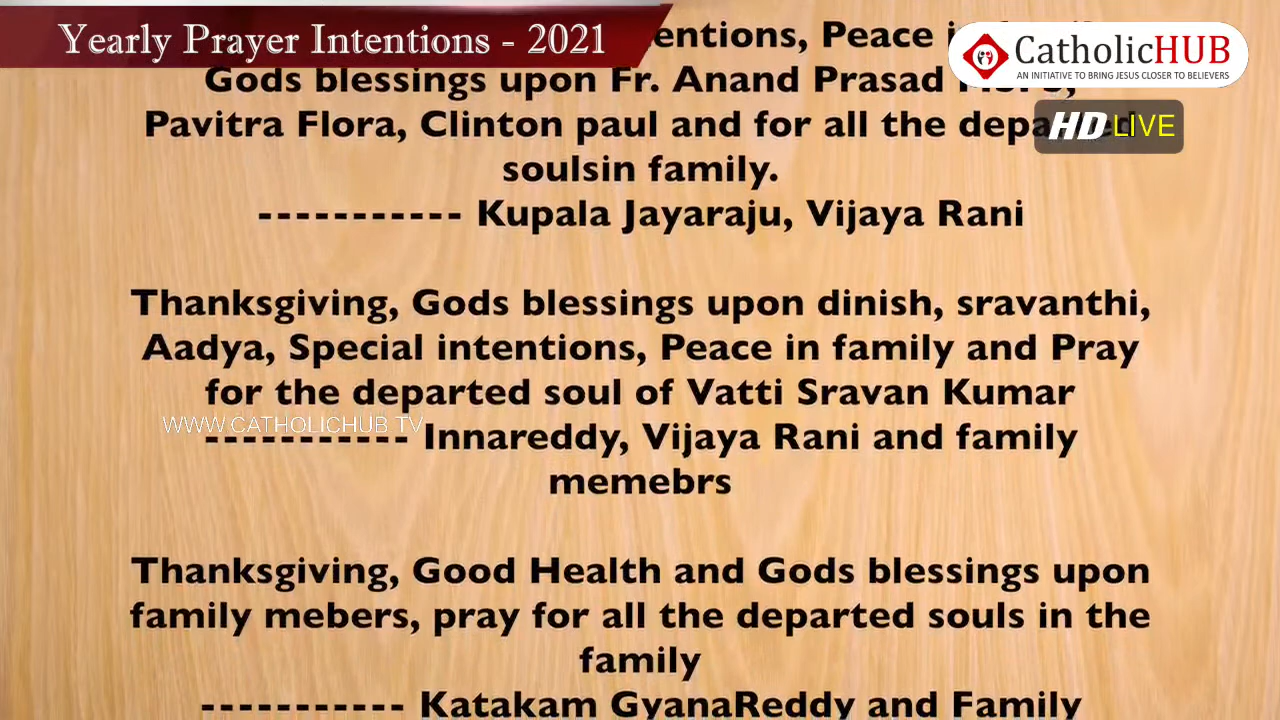 Yearly Prayer Intentions - 2021
Peace
CatholicHUB
AN INITIATIVE TO BRING JESUS CLOSER TO BELIEVERS
Gods blessings upon Fr. Anand Prasad
HD LIVE
Pavitra Flora, Clinton paul and for all the
soulsin family.
----------- Kupala Jayaraju, Vijaya Rani
Thanksgiving, Gods blessings upon dinish, sravanthi,
Aadya, Special intentions, Peace in family and Pray
for the departed soul of Vatti Sravan Kumar
WWW.CATHOLICHUB.TV
----------- Innareddy, Vijaya Rani and family
memebrs
Thanksgiving, Good Health and Gods blessings upon
family mebers, pray for all the departed souls in the
family
----------- Katakam GyanaReddy and Family